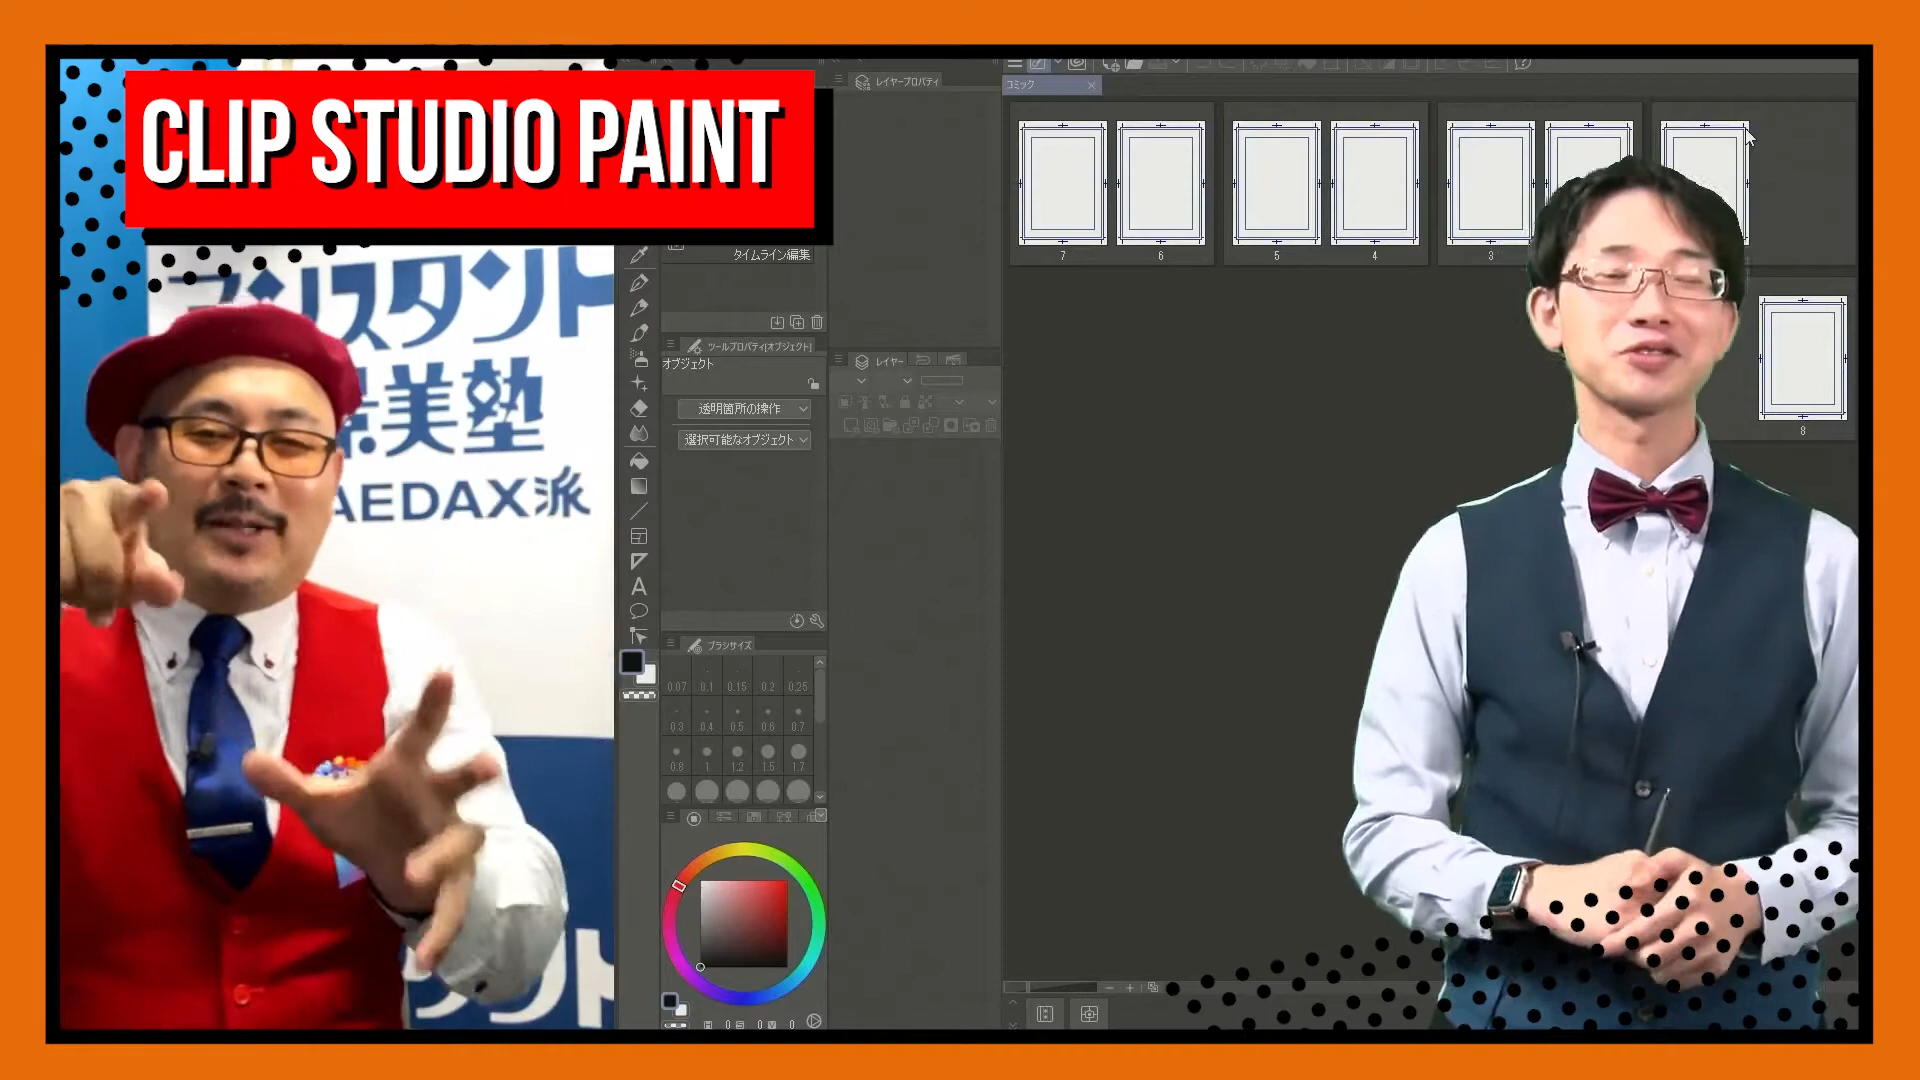 CLIP STUDIO PAINT
レイヤープロパティ
コミック
7
6
5
4
3
8
タイムライン編集
ツールプロパティ[オブジェクト]
オブジェクト
透明箇所の操作
選択可能なオブジェクト
レイヤー
美塾
AEDAX派
ブラシサイズ
0.07 0.1 0.15 0.2 0.25
0.3 0.4 0.5 0.6 0.7
0.8 1 1.2 1.5 1.7
H 0 S 0 V 0